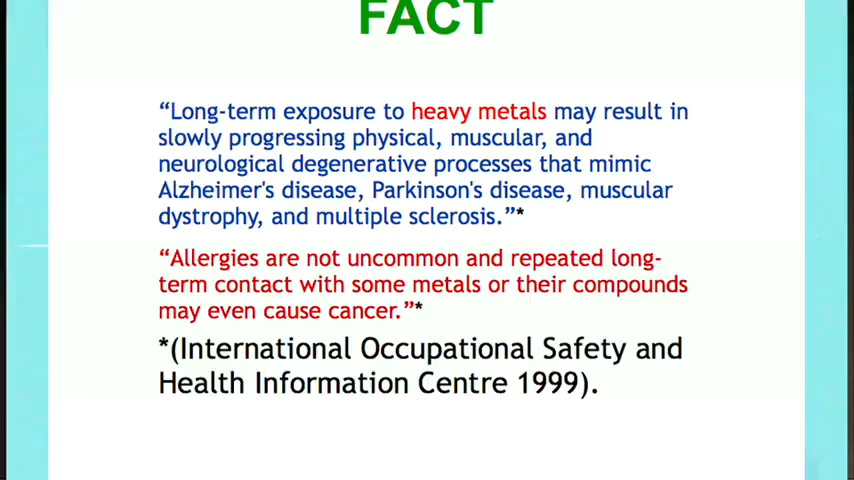 FACT
“Long-term exposure to heavy metals may result in
slowly progressing physical, muscular, and
neurological degenerative processes that mimic
Alzheimer's disease, Parkinson's disease, muscular
dystrophy, and multiple sclerosis.”*
“Allergies are not uncommon and repeated long-
term contact with some metals or their compounds
may even cause cancer.”*
*(International Occupational Safety and
Health Information Centre 1999).